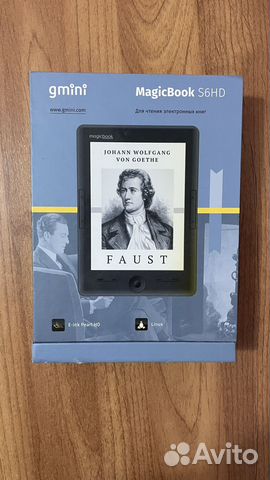 gmini
MagicBook S6HD
www.gmini.com
Для чтения электронных книг
magicbook
JOHANN WOLFGANG
VON GOETHE
FAUST
E-ink Pearl HD
Linux
Avito